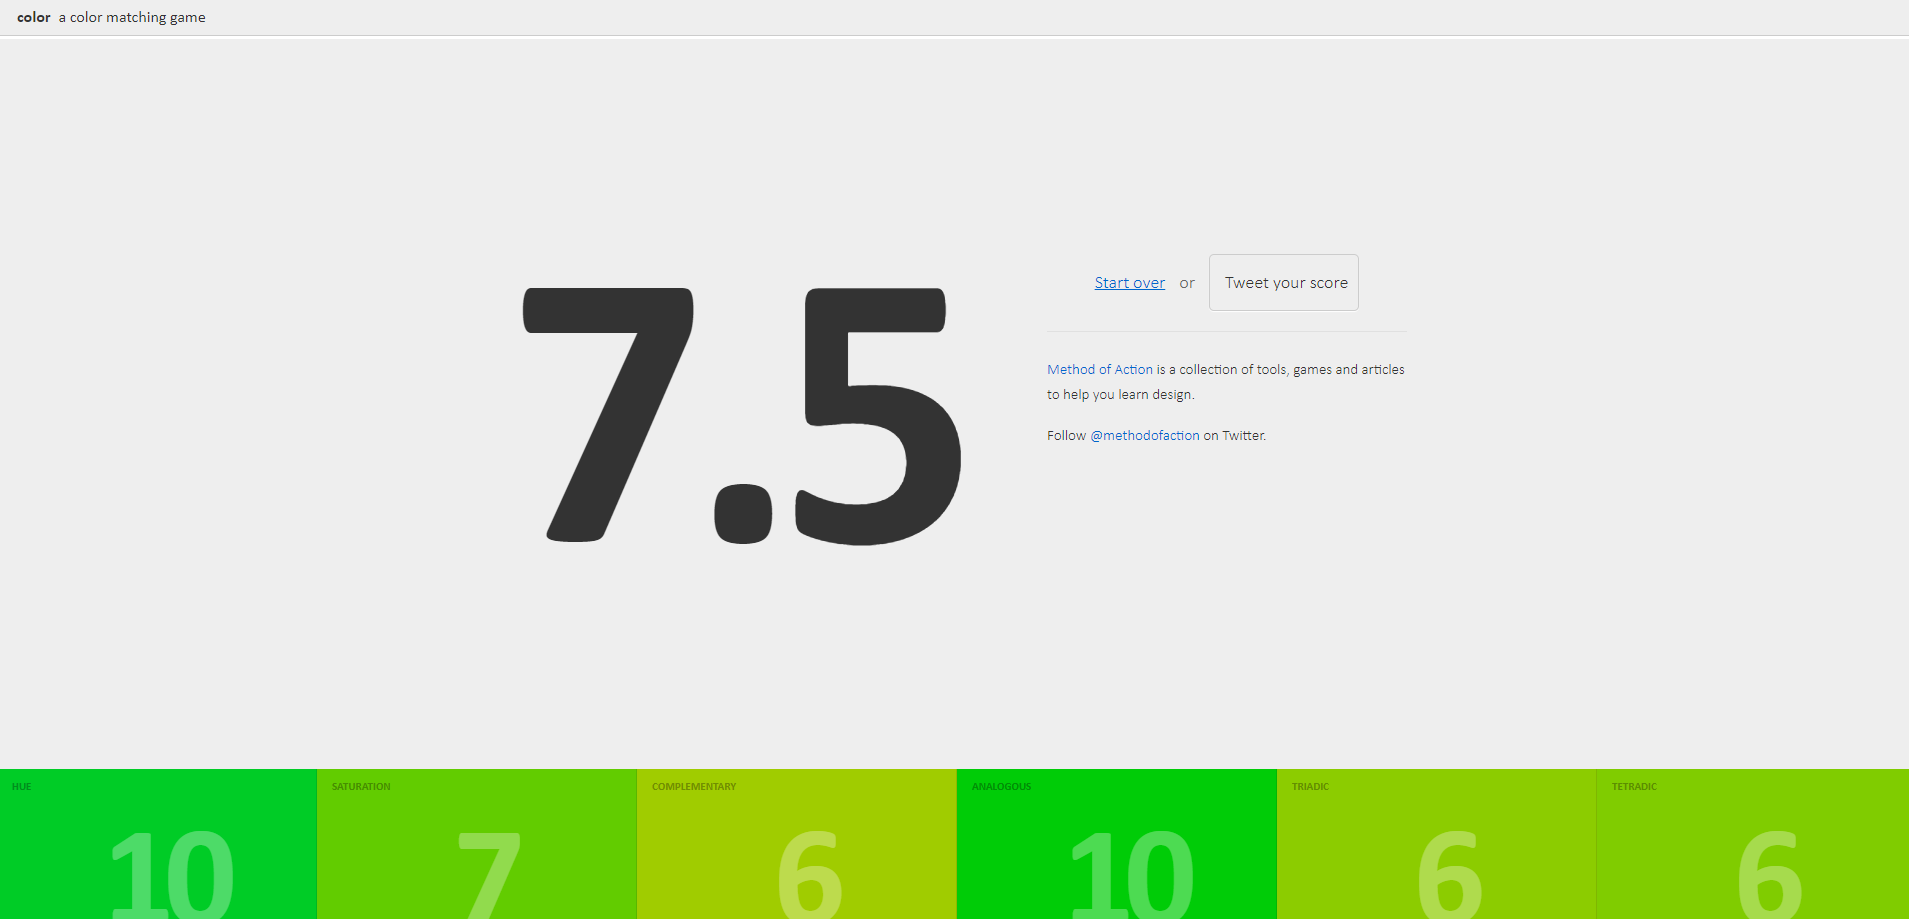 color a color matching game
7.5
Start over or Tweet your score
Method of Action is a collection of tools, games and articles
to help you learn design.
Follow @methodofaction on Twitter.
HUE
10
SATURATION
7
COMPLEMENTARY
6
ANALOGOUS
10
TRIADIC
6
TETRADIC
6